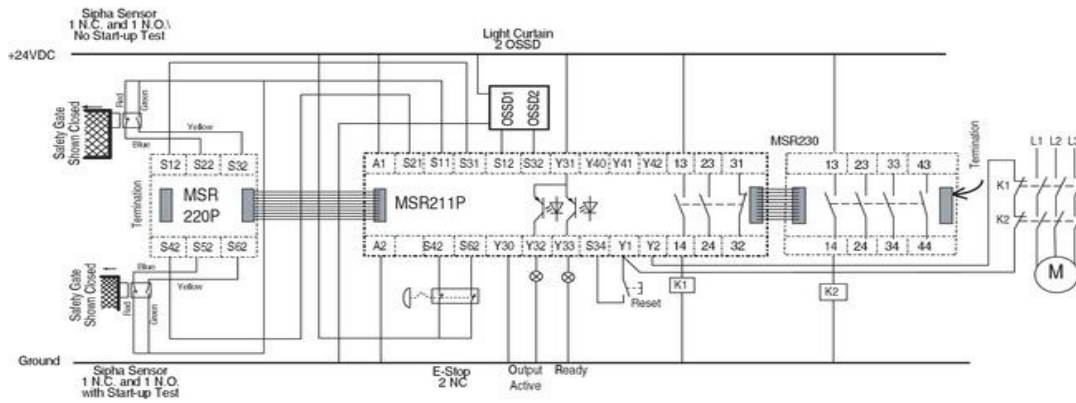 Sipha Sensor
1 N.C. and 1 N.O.\
No Start-up Test
Light Curtain
2 OSSD
+24VDC
Safety Gate
Shown Closed
Red
Green
Yellow
Blue
OSSD1
OSSD2
MSR230
Termination
L1 L2 L3
S12 S22 S32
A1 S21 S11 S31 S12 S32 Y31 Y40 Y41 Y42 13 23 31
13 23 33 43
Termination
MSR
220P
MSR211P
K1
K2
S42 S52 S62
A2 S42 S62 Y30 Y32 Y33 S34 Y1 Y2 14 24 32
14 24 34 44
Blue
Yellow
Safety Gate
Shown Closed
Red
Green
Reset
K1
K2
M
Ground
Sipha Sensor
1 N.C. and 1 N.O.
with Start-up Test
E-Stop
2 NC
Output
Active
Ready